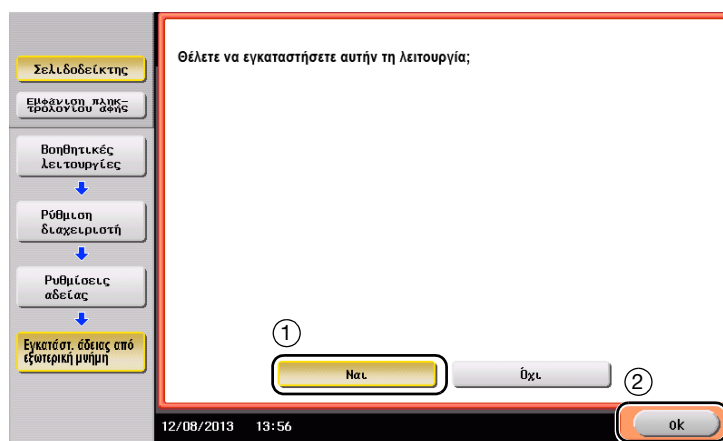 Σελιδοδείκτης
Εμφάνιση πληκ-
τρολογίου αφής
Βοηθητικές
λειτουργίες
Ρύθμιση
διαχειριστή
Ρυθμίσεις
αδείας
Εγκατάστ. άδειας από
εξωτερική μνήμη
Θέλετε να εγκαταστήσετε αυτήν τη λειτουργία;
①
Ναι
Όχι
②
12/08/2013 13:56
ok